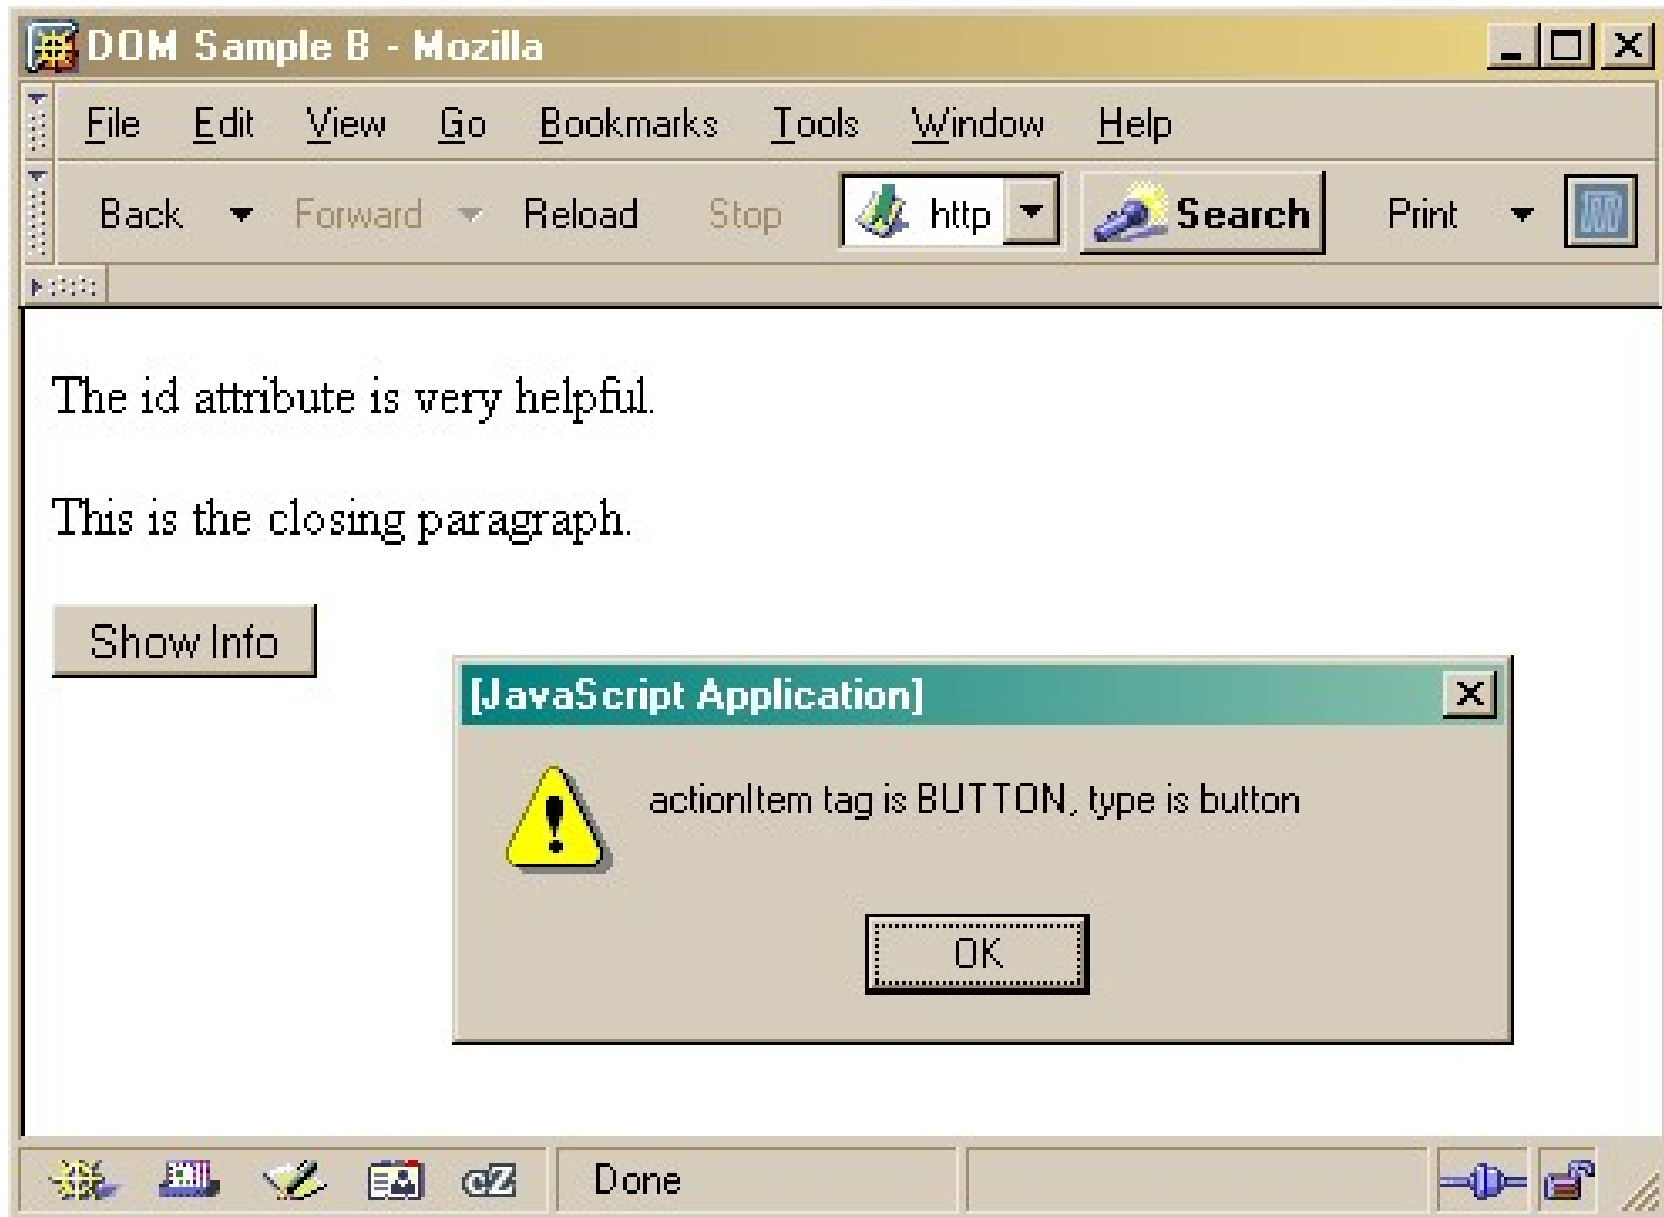 DOM Sample B - Mozilla
File Edit View Go Bookmarks Tools Window Help
Back Forward Reload Stop http Search Print
The id attribute is very helpful.
This is the closing paragraph.
Show Info
[JavaScript Application]
actionItem tag is BUTTON, type is button
OK
cZ Done